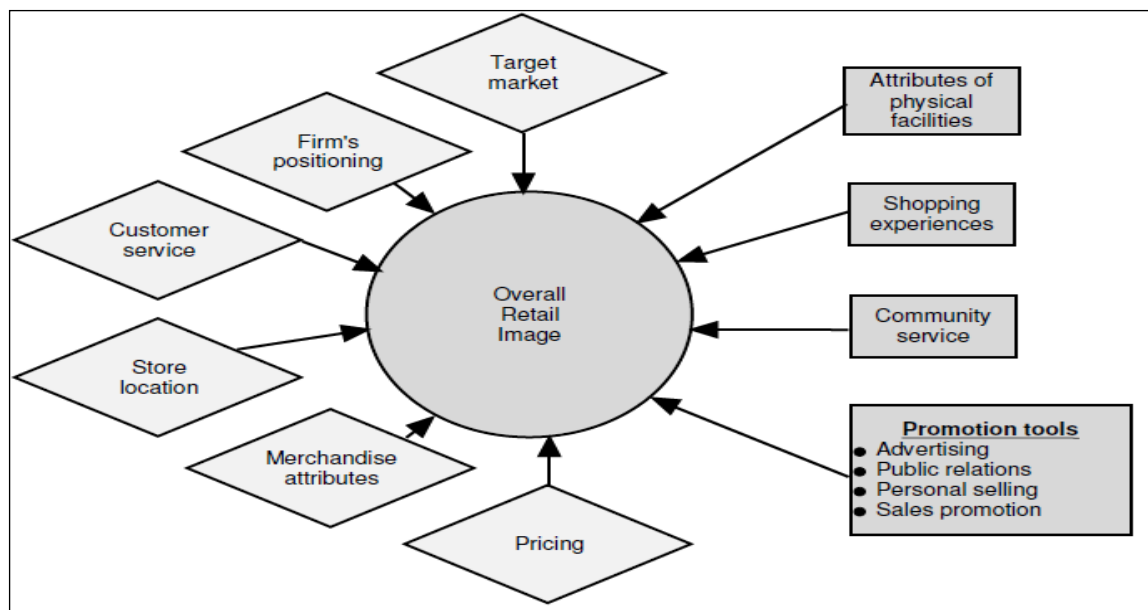 Target
market
Firm's
positioning
Customer
service
Store
location
Merchandise
attributes
Pricing
Overall
Retail
Image
Attributes of
physical
facilities
Shopping
experiences
Community
service
Promotion tools
● Advertising
● Public relations
● Personal selling
● Sales promotion